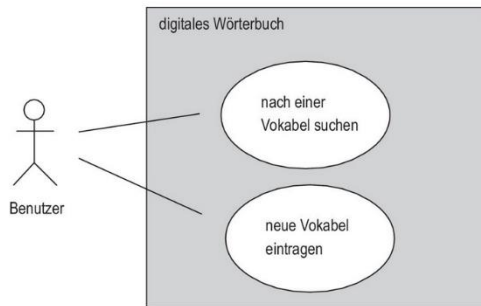 digitales Wörterbuch
nach einer
Vokabel suchen
Benutzer
neue Vokabel
eintragen